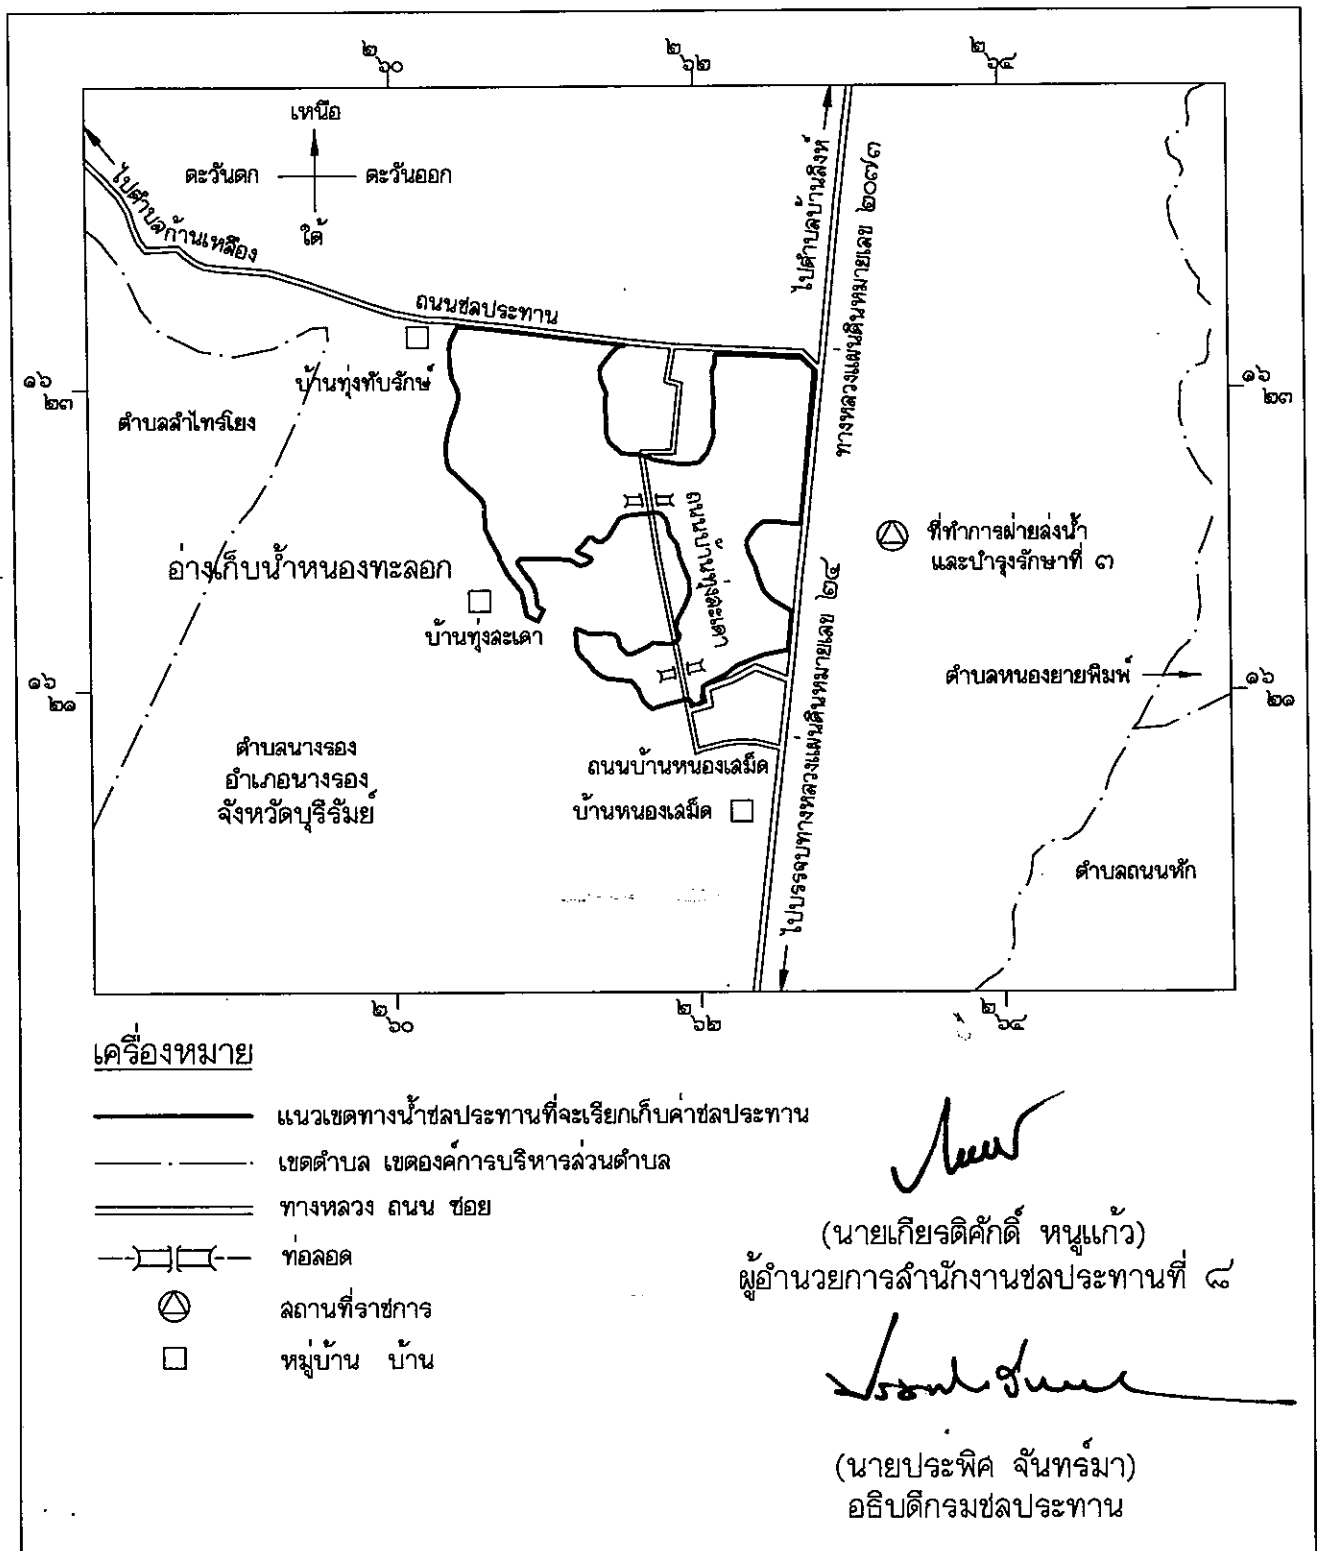 ๒๖๐
๒๖๒
๒๖๔
เหนือ
ตะวันตก
ตะวันออก
ใต้
ไปตำบลก้านเหลือง
ไปตำบลบ้านสิงห์
ทางหลวงแผ่นดินหมายเลข ๒๐๗๓
ถนนชลประทาน
บ้านทุ่งทับรักษ์
๑๖๒๓
๑๖๒๓
ตำบลลำไทรโยง
ถนนบ้านทุ่งสะเดา
ที่ทำการฝ่ายส่งน้ำ
และบำรุงรักษาที่ ๓
อ่างเก็บน้ำหนองทะลอก
บ้านทุ่งสะเดา
ไปบรรจบทางหลวงแผ่นดินหมายเลข ๒๔
ตำบลหนองยายพิมพ์
๑๖๒๑
๑๖๒๑
ตำบลนางรอง
อำเภอนางรอง
จังหวัดบุรีรัมย์
ถนนบ้านหนองเสม็ด
บ้านหนองเสม็ด
ตำบลถนนหัก
๒๖๐
๒๖๒
๒๖๔
เครื่องหมาย
แนวเขตทางน้ำชลประทานที่จะเรียกเก็บค่าชลประทาน
เขตตำบล เขตองค์การบริหารส่วนตำบล
ทางหลวง ถนน ซอย
ท่อลอด
สถานที่ราชการ
หมู่บ้าน บ้าน
(นายเกียรติศักดิ์ หนูแก้ว)
ผู้อำนวยการสำนักงานชลประทานที่ ๘
(นายประพิศ จันทร์มา)
อธิบดีกรมชลประทาน